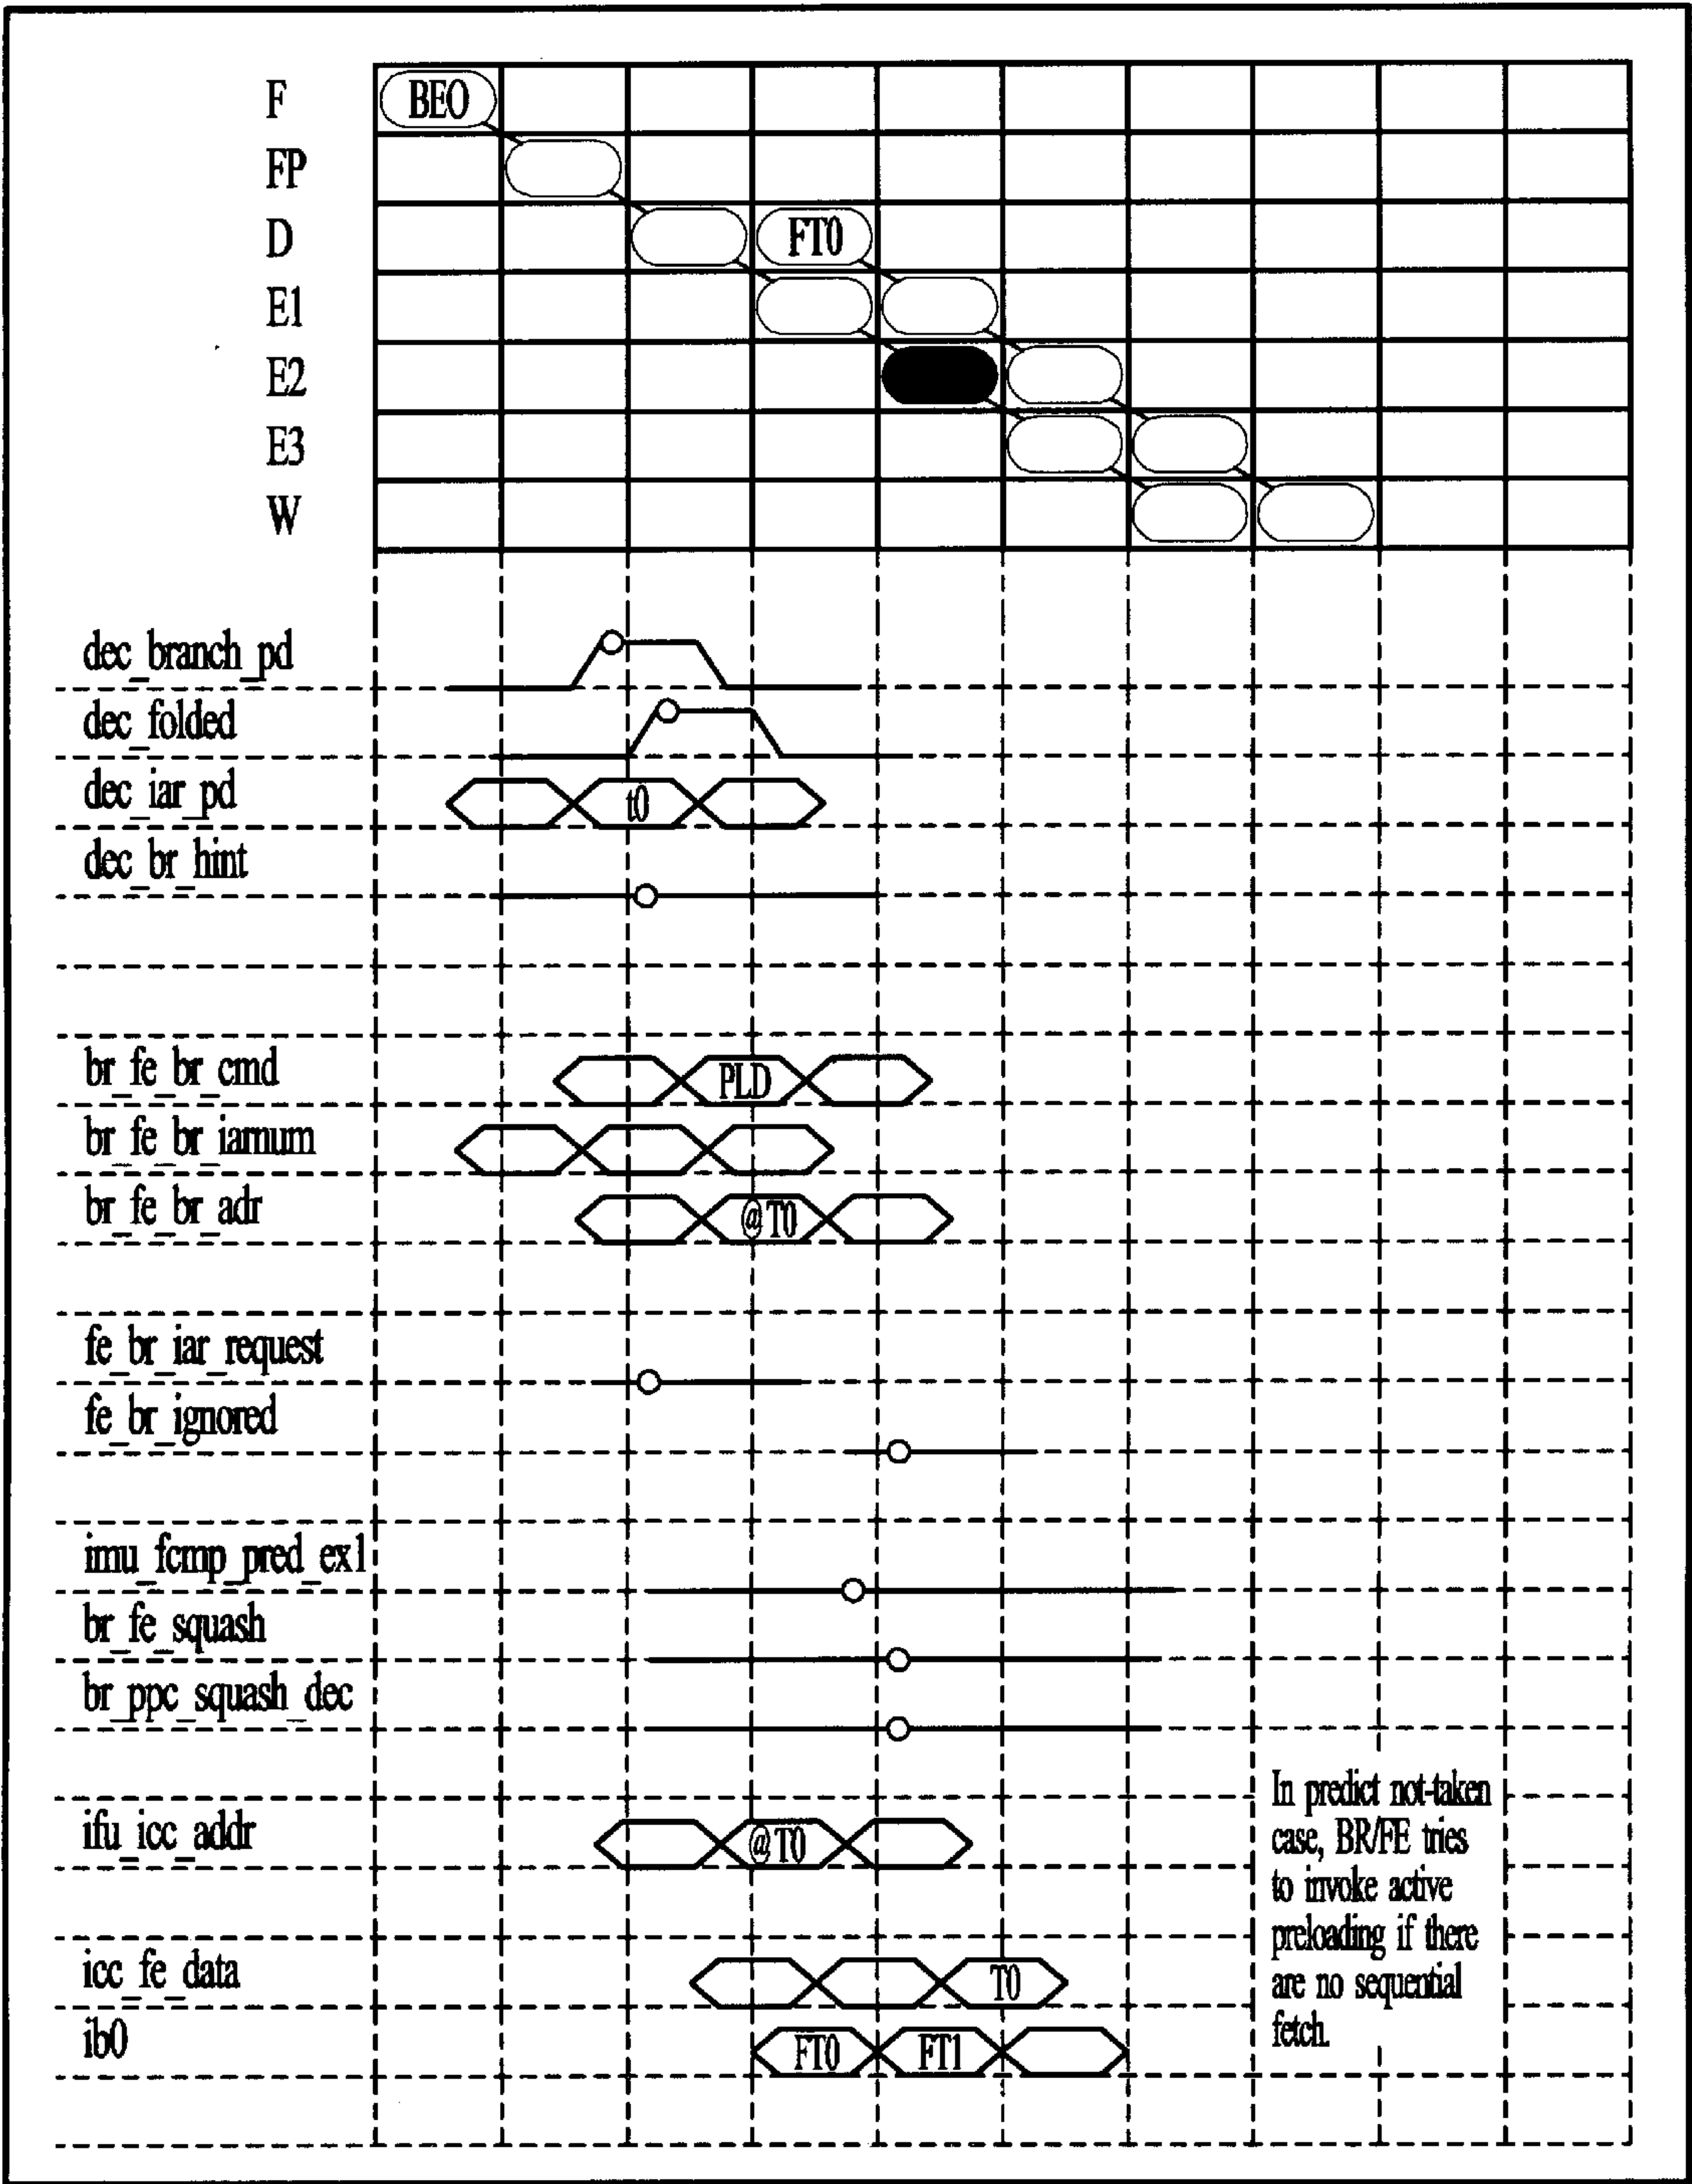 F BEO
FP
D FT0
E1
E2
E3
W
dec_branch_pd
dec_folded
dec_iar_pd t0
dec_br_hint
br_fe_br_cmd PLD
br_fe_br_iarnum
br_fe_br_adr @T0
fe_br_iar_request
fe_br_ignored
imu_fcmp_pred_ex1
br_fe_squash
br_ppc_squash_dec
ifu_icc_addr @T0
icc_fe_data T0
ib0 FT0 FT1
In predict not-taken
case, BR/FE tries
to invoke active
preloading if there
are no sequential
fetch.